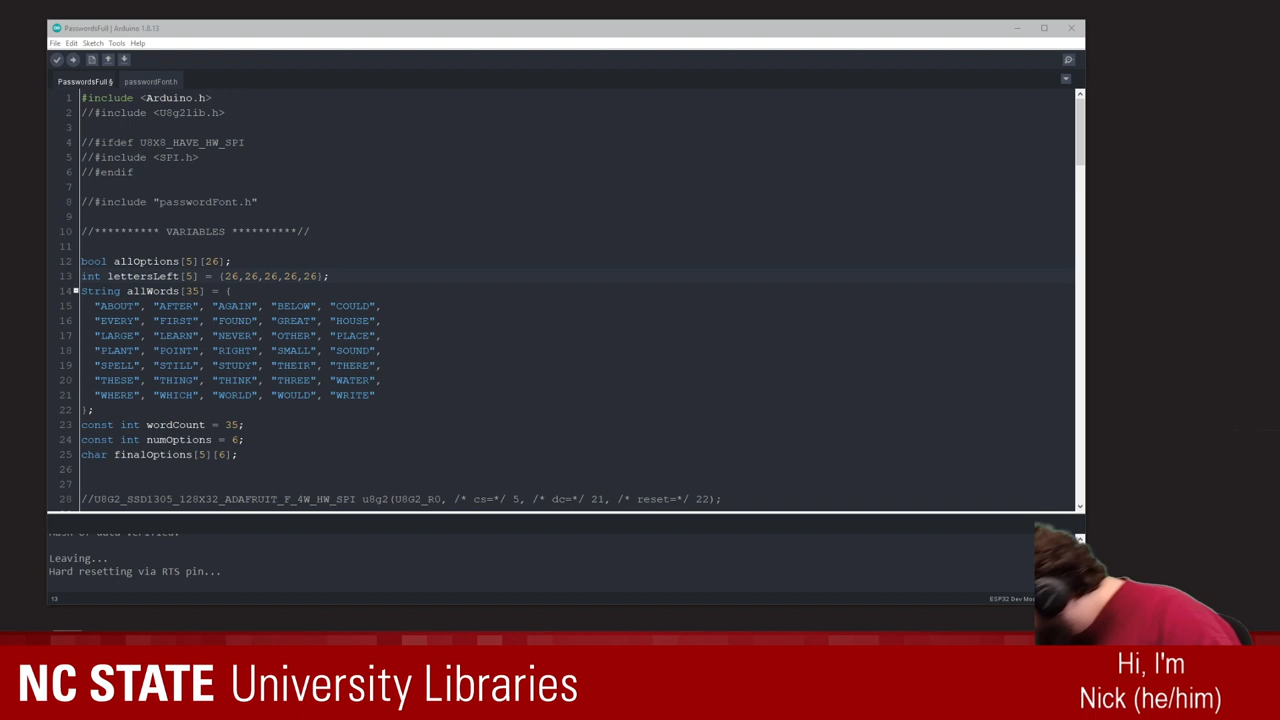 PasswordsFull | Arduino 1.8.13
File Edit Sketch Tools Help
PasswordsFull § passwordFont.h
1 #include <Arduino.h>
2 //#include <U8g2lib.h>
3
4 //#ifdef U8X8_HAVE_HW_SPI
5 //#include <SPI.h>
6 //#endif
7
8 //#include "passwordFont.h"
9
10 //********** VARIABLES **********//
11
12 bool allOptions[5][26];
13 int lettersLeft[5] = {26,26,26,26,26};
14 String allWords[35] = {
15 "ABOUT", "AFTER", "AGAIN", "BELOW", "COULD",
16 "EVERY", "FIRST", "FOUND", "GREAT", "HOUSE",
17 "LARGE", "LEARN", "NEVER", "OTHER", "PLACE",
18 "PLANT", "POINT", "RIGHT", "SMALL", "SOUND",
19 "SPELL", "STILL", "STUDY", "THEIR", "THERE",
20 "THESE", "THING", "THINK", "THREE", "WATER",
21 "WHERE", "WHICH", "WORLD", "WOULD", "WRITE"
22 };
23 const int wordCount = 35;
24 const int numOptions = 6;
25 char finalOptions[5][6];
26
27
28 //U8G2_SSD1305_128X32_ADAFRUIT_F_4W_HW_SPI u8g2(U8G2_R0, /* cs=*/ 5, /* dc=*/ 21, /* reset=*/ 22);
Leaving...
Hard resetting via RTS pin...
13
ESP32 Dev
NC STATE University Libraries
Hi, I'm
Nick (he/him)